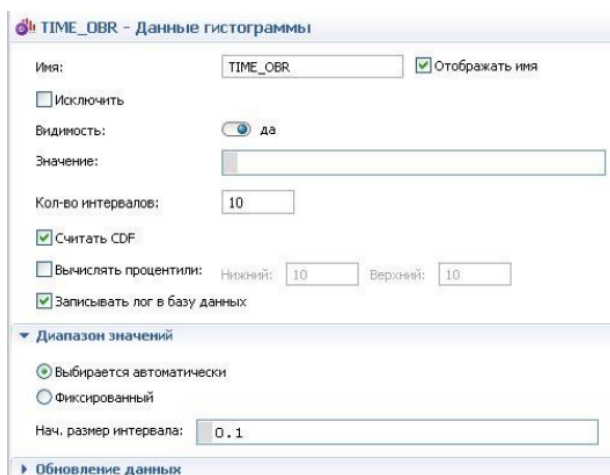 TIME_OBR - Данные гистограммы
Имя: TIME_OBR Отображать имя
Исключить
Видимость: да
Значение:
Кол-во интервалов: 10
Считать CDF
Вычислять процентили: Нижний: 10 Верхний: 10
Записывать лог в базу данных
Диапазон значений
Выбирается автоматически
Фиксированный
Нач. размер интервала: 0.1
Обновление данных